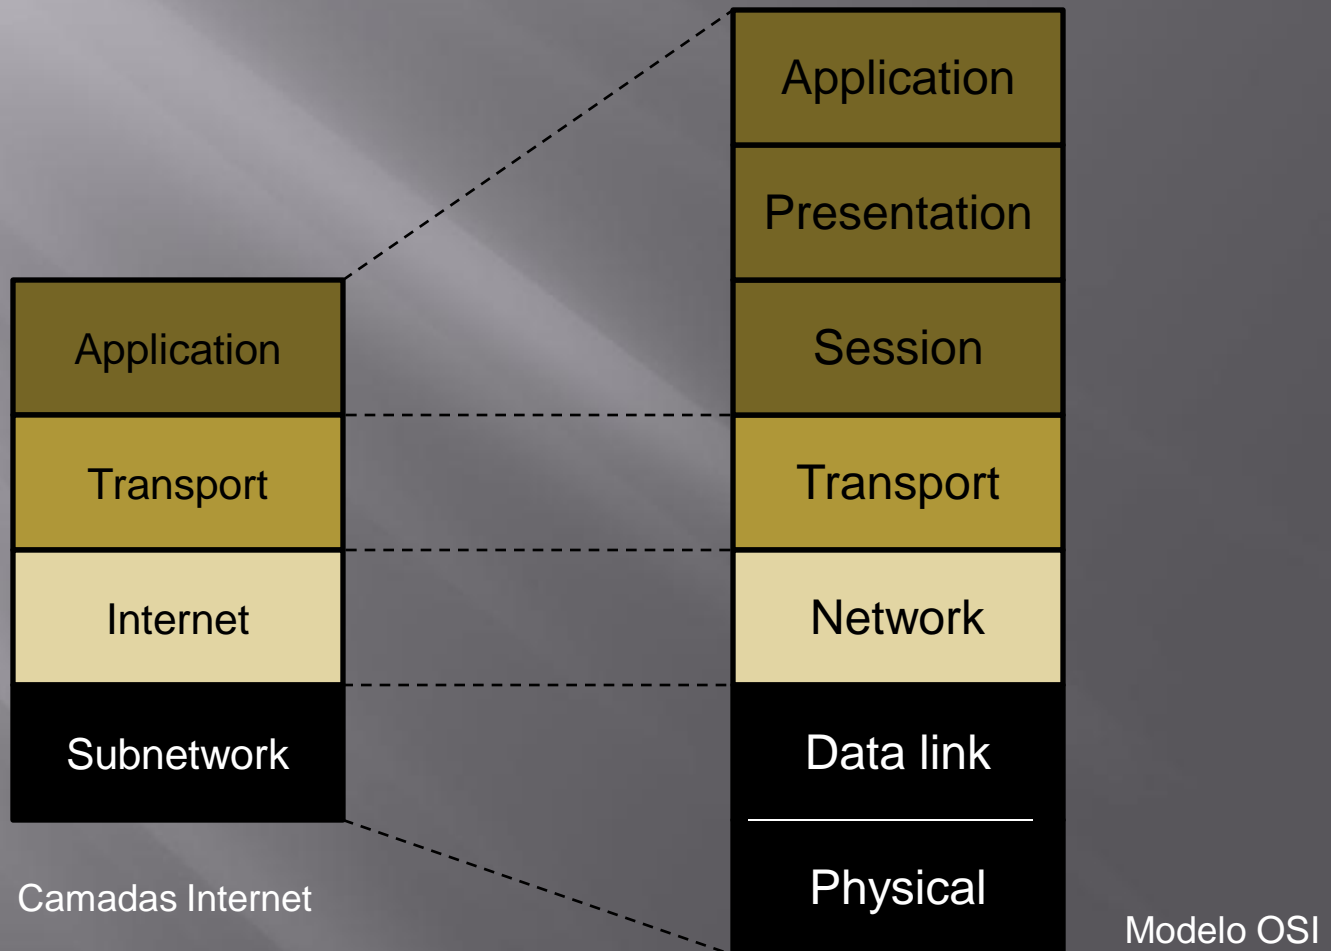 Application
Transport
Internet
Subnetwork
Camadas Internet
Application
Presentation
Session
Transport
Network
Data link
Physical
Modelo OSI